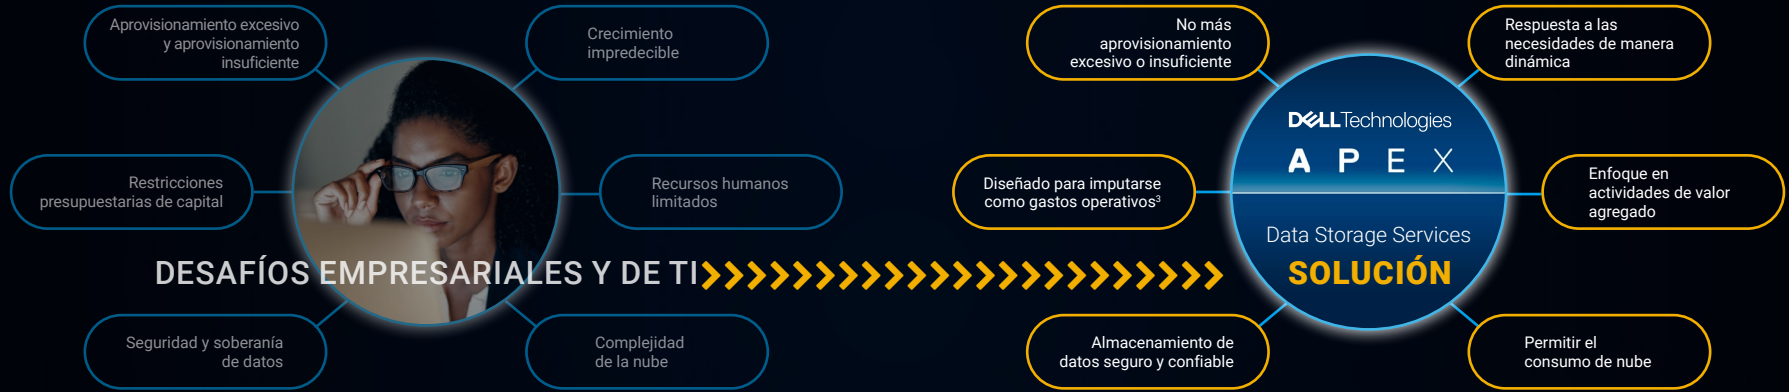 Aprovisionamiento excesivo
y aprovisionamiento
insuficiente
Crecimiento
impredecible
Restricciones
presupuestarias de capital
Recursos humanos
limitados
DESAFÍOS EMPRESARIALES Y DE TI
Seguridad y soberanía
de datos
Complejidad
de la nube
No más
aprovisionamiento
excesivo o insuficiente
Respuesta a las
necesidades de manera
dinámica
DELLTechnologies
APEX
Diseñado para imputarse
como gastos operativos³
Enfoque en
actividades de valor
agregado
Data Storage Services
SOLUCIÓN
Almacenamiento de
datos seguro y confiable
Permitir el
consumo de nube